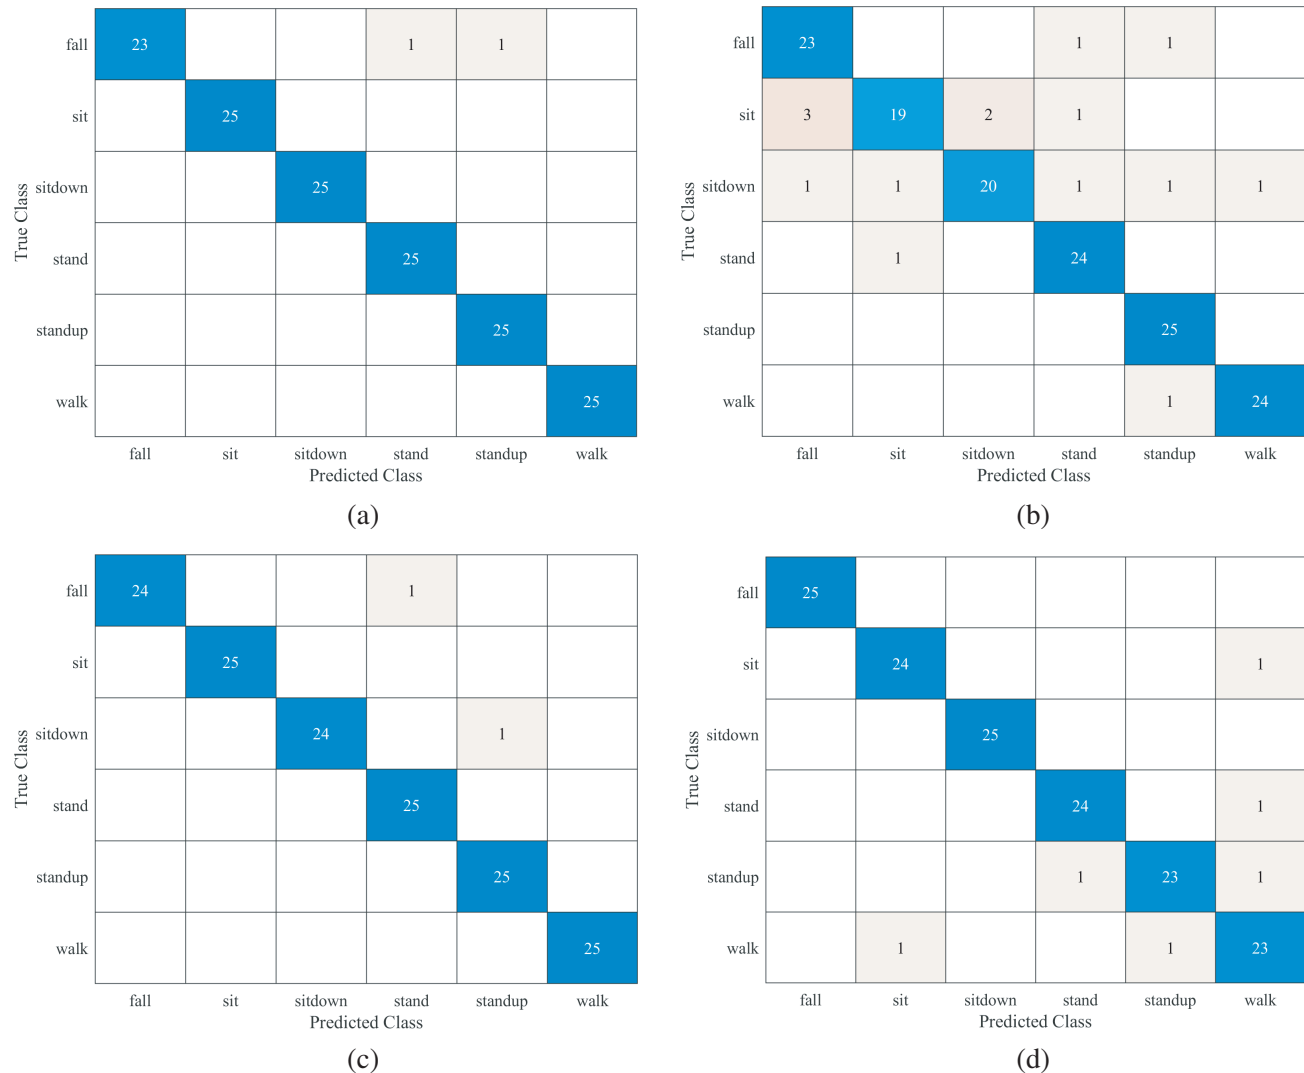 fall 23 1 1
sit 25
sitdown 25
stand 25
standup 25
walk 25
True Class
fall sit sitdown stand standup walk
Predicted Class
(a)
fall 23 1 1
sit 3 19 2 1
sitdown 1 1 20 1 1 1
stand 1 24
standup 25
walk 1 24
True Class
fall sit sitdown stand standup walk
Predicted Class
(b)
fall 24 1
sit 25
sitdown 24 1
stand 25
standup 25
walk 25
True Class
fall sit sitdown stand standup walk
Predicted Class
(c)
fall 25
sit 24 1
sitdown 25
stand 24 1
standup 1 23 1
walk 1 1 23
True Class
fall sit sitdown stand standup walk
Predicted Class
(d)